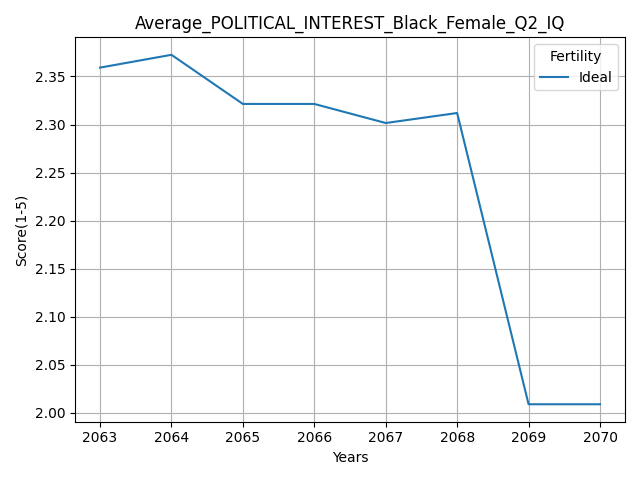 Average_POLITICAL_INTEREST_Black_Female_Q2_IQ
Fertility
Ideal
Score(1-5)
2.35
2.30
2.25
2.20
2.15
2.10
2.05
2.00
2063 2064 2065 2066 2067 2068 2069 2070
Years